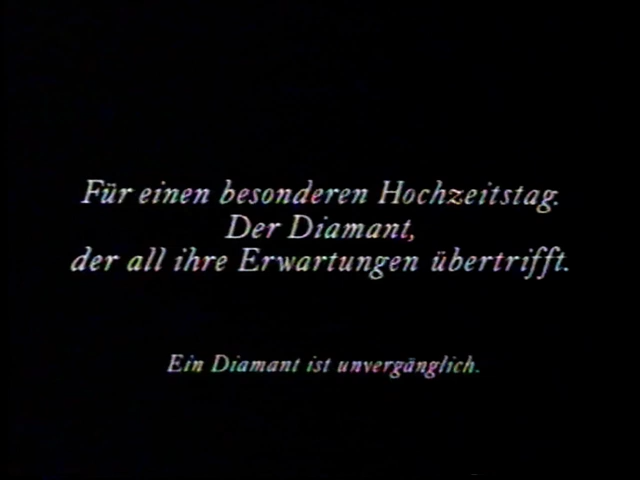 Für einen besonderen Hochzeitstag.
Der Diamant,
der all ihre Erwartungen übertrifft.
Ein Diamant ist unvergänglich.